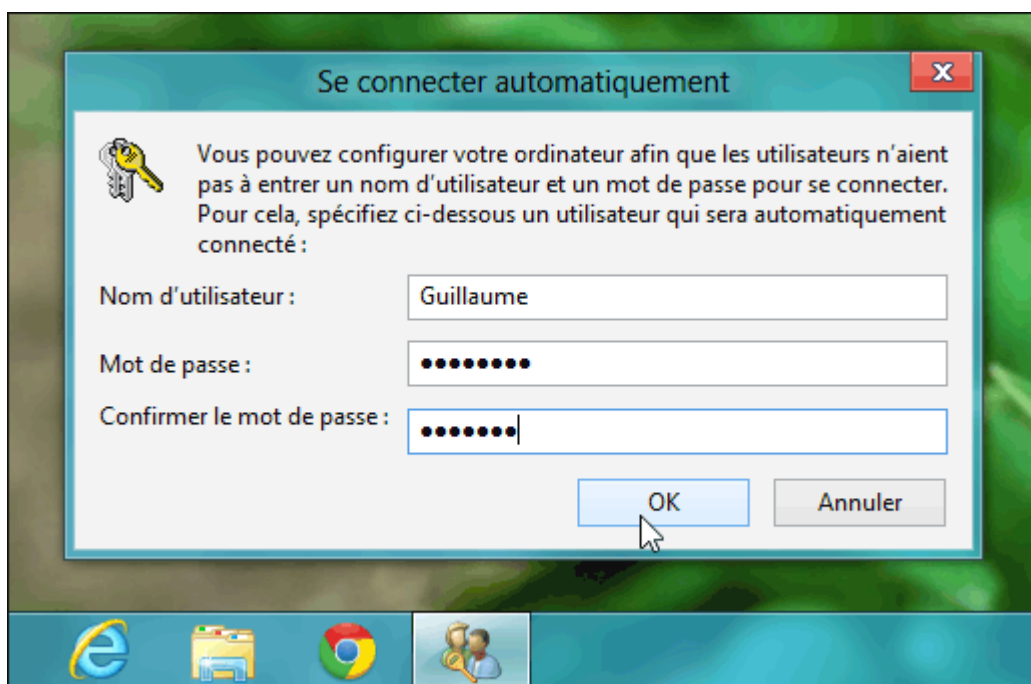 Se connecter automatiquement
Vous pouvez configurer votre ordinateur afin que les utilisateurs n’aient
pas à entrer un nom d’utilisateur et un mot de passe pour se connecter.
Pour cela, spécifiez ci-dessous un utilisateur qui sera automatiquement
connecté :
Nom d’utilisateur : Guillaume
Mot de passe : ●●●●●●●●
Confirmer le mot de passe : ●●●●●●●
OK Annuler